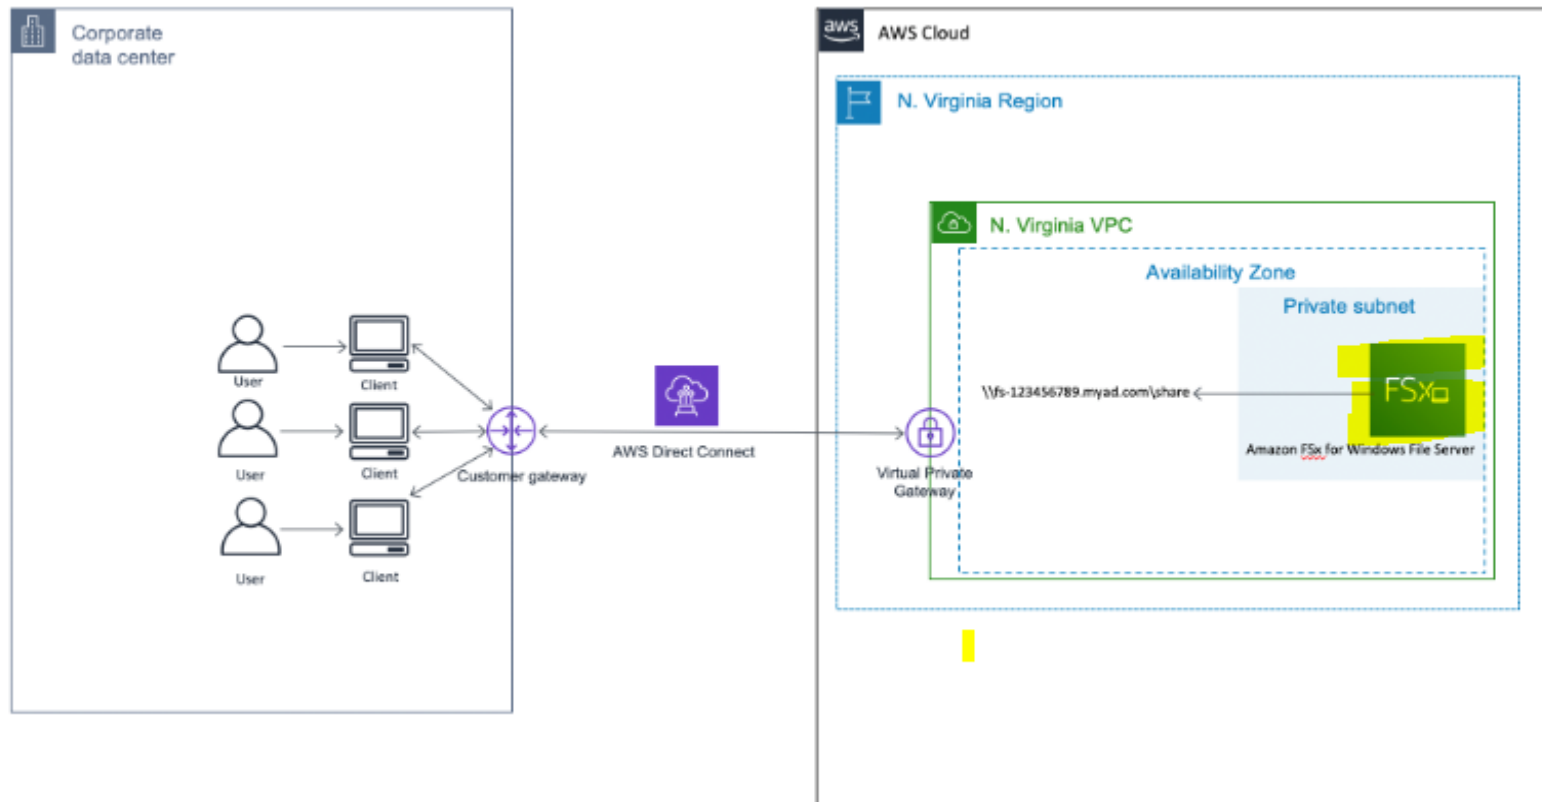 Corporate
data center
aws
AWS Cloud
N. Virginia Region
N. Virginia VPC
Availability Zone
Private subnet
User
Client
FSx
\\fs-123456789.myad.com\share
User
Client
Customer gateway
AWS Direct Connect
Virtual Private
Gateway
Amazon FSx for Windows File Server
User
Client